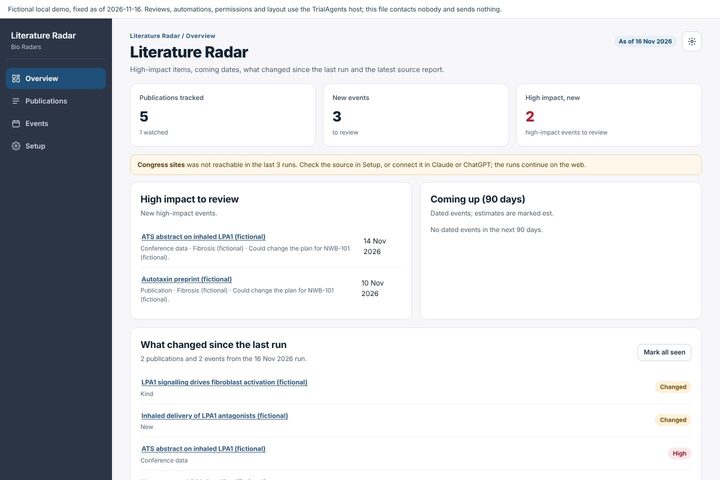 Fictional local demo, fixed as of 2026-11-16. Reviews, automations, permissions and layout use the TrialAgents host; this file contacts nobody and sends nothing.
Literature Radar
Bio Radars
Overview
Publications
Events
Setup
Literature Radar / Overview
Literature Radar
High-impact items, coming dates, what changed since the last run and the latest source report.
As of 16 Nov 2026
Publications tracked
5
1 watched
New events
3
to review
High impact, new
2
high-impact events to review
Congress sites was not reachable in the last 3 runs. Check the source in Setup, or connect it in Claude or ChatGPT; the runs continue on the web.
High impact to review
New high-impact events.
ATS abstract on inhaled LPA1 (fictional)
Conference data · Fibrosis (fictional) · Could change the plan for NWB-101
(fictional).
14 Nov
2026
Autotaxin preprint (fictional)
Publication · Fibrosis (fictional) · Could change the plan for NWB-101
(fictional).
10 Nov
2026
Coming up (90 days)
Dated events; estimates are marked est.
No dated events in the next 90 days.
What changed since the last run
2 publications and 2 events from the 16 Nov 2026 run.
Mark all seen
LPA1 signalling drives fibroblast activation (fictional)
Kind
Changed
Inhaled delivery of LPA1 antagonists (fictional)
New
Changed
ATS abstract on inhaled LPA1 (fictional)
Conference data
High